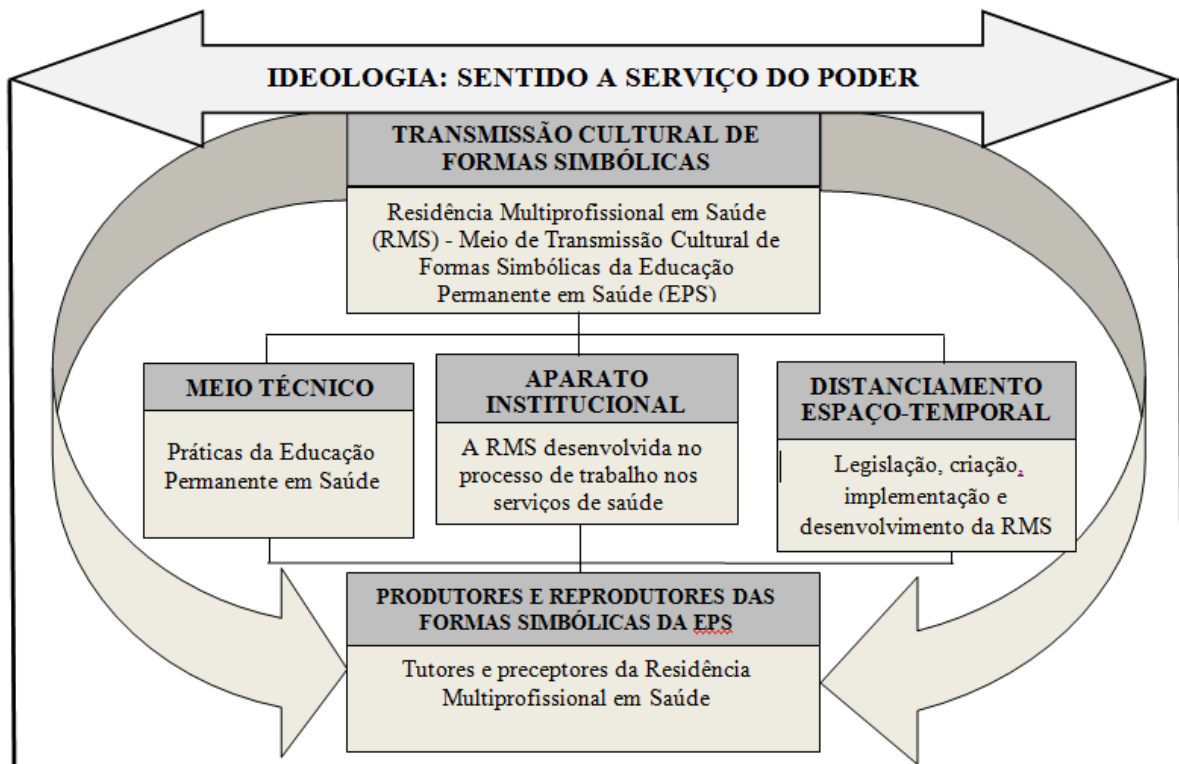 IDEOLOGIA: SENTIDO A SERVIÇO DO PODER
TRANSMISSÃO CULTURAL DE
FORMAS SIMBÓLICAS
Residência Multiprofissional em Saúde
(RMS) - Meio de Transmissão Cultural de
Formas Simbólicas da Educação
Permanente em Saúde (EPS)
MEIO TÉCNICO
Práticas da Educação
Permanente em Saúde
APARATO
INSTITUCIONAL
A RMS desenvolvida no
processo de trabalho nos
serviços de saúde
DISTANCIAMENTO
ESPAÇO-TEMPORAL
Legislação, criação,
implementação e
desenvolvimento da RMS
PRODUTORES E REPRODUTORES DAS
FORMAS SIMBÓLICAS DA EPS
Tutores e preceptores da Residência
Multiprofissional em Saúde